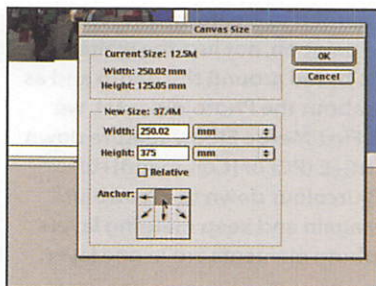 Canvas Size
Current Size: 12.5M
Width: 250.02 mm
Height: 125.05 mm
OK
Cancel
New Size: 37.4M
Width: 250.02 mm
Height: 375 mm
Relative
Anchor: